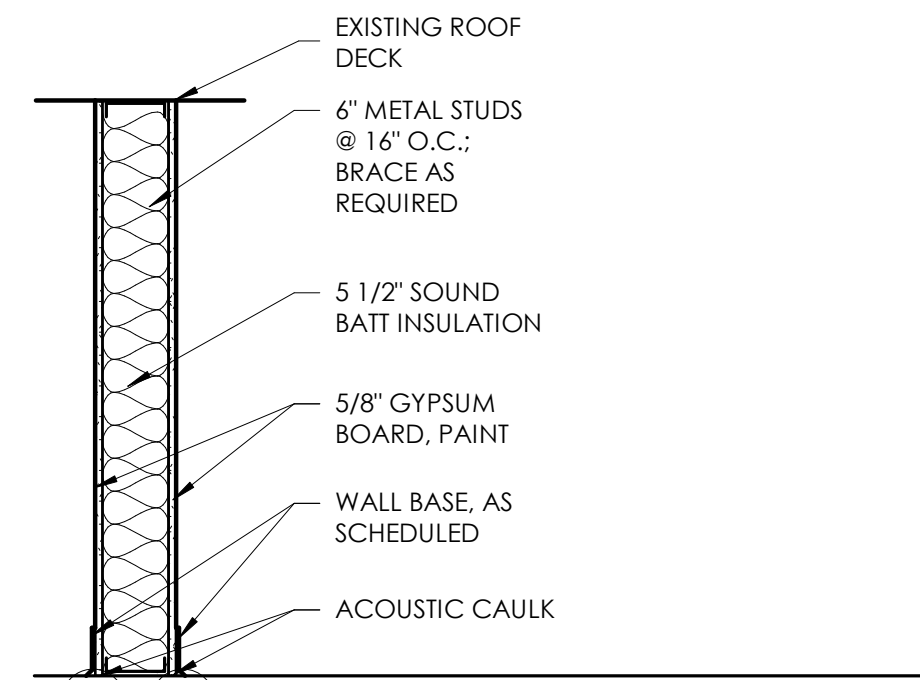 EXISTING ROOF
DECK
6" METAL STUDS
@ 16" O.C.;
BRACE AS
REQUIRED
5 1/2" SOUND
BATT INSULATION
5/8" GYPSUM
BOARD, PAINT
WALL BASE, AS
SCHEDULED
ACOUSTIC CAULK